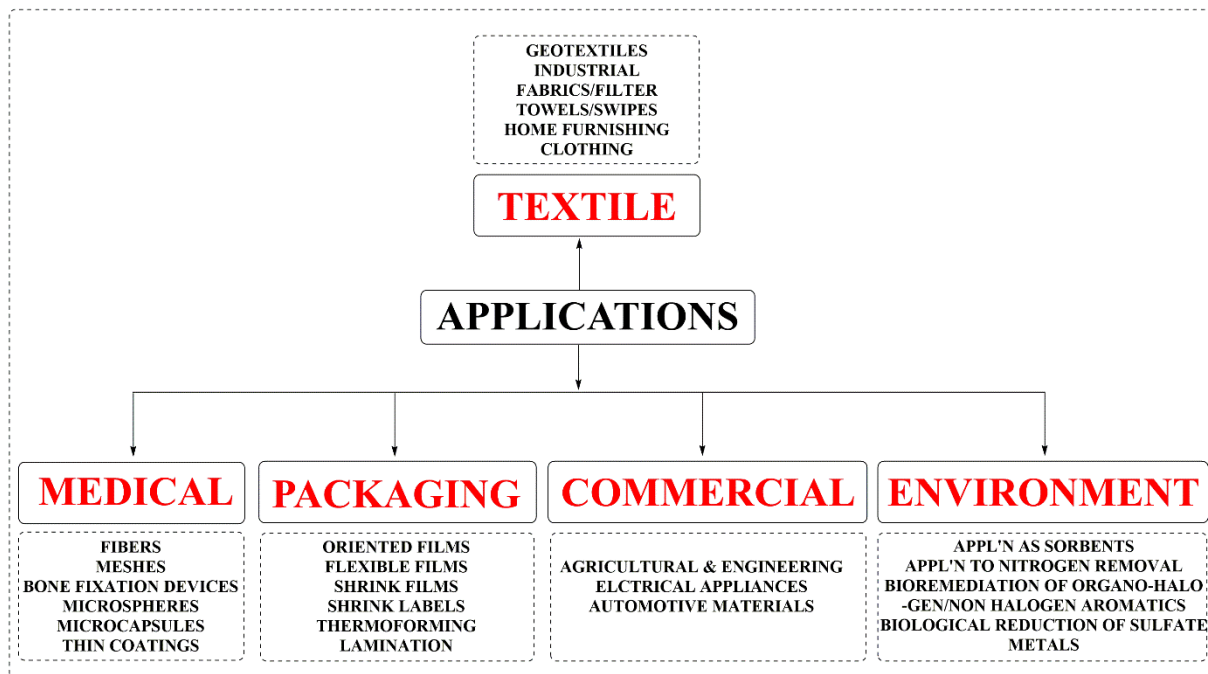 GEOTEXTILES
INDUSTRIAL
FABRICS/FILTER
TOWELS/SWIPES
HOME FURNISHING
CLOTHING
TEXTILE
APPLICATIONS
MEDICAL
FIBERS
MESHES
BONE FIXATION DEVICES
MICROSPHERES
MICROCAPSULES
THIN COATINGS
PACKAGING
ORIENTED FILMS
FLEXIBLE FILMS
SHRINK FILMS
SHRINK LABELS
THERMOFORMING
LAMINATION
COMMERCIAL
AGRICULTURAL & ENGINEERING
ELCTRICAL APPLIANCES
AUTOMOTIVE MATERIALS
ENVIRONMENT
APPL'N AS SORBENTS
APPL'N TO NITROGEN REMOVAL
BIOREMEDIATION OF ORGANO-HALO
-GEN/NON HALOGEN AROMATICS
BIOLOGICAL REDUCTION OF SULFATE
METALS